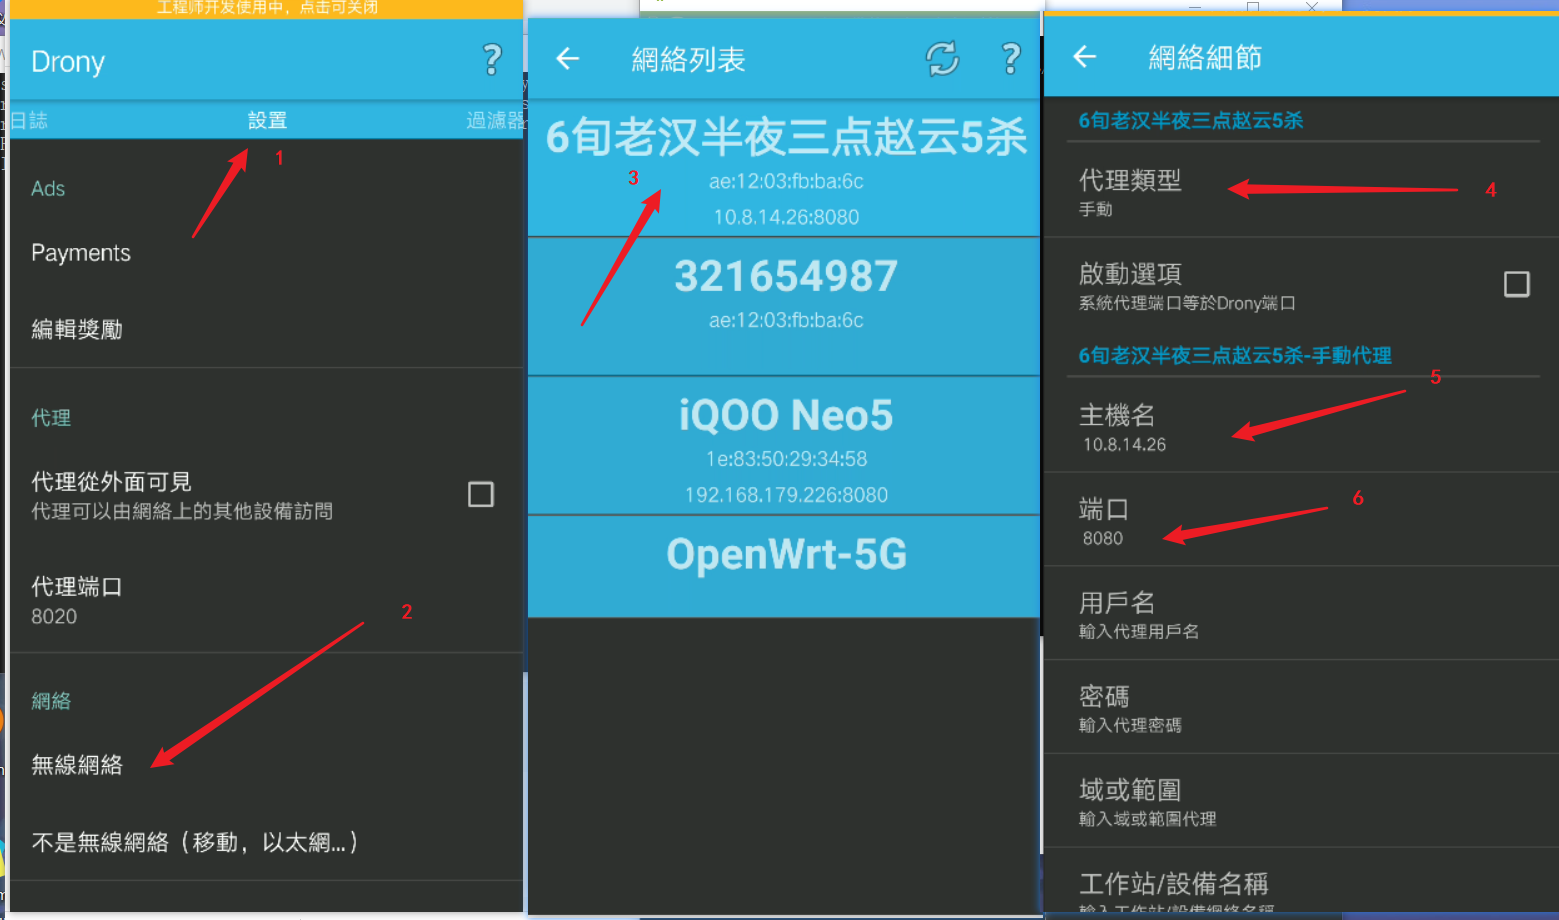 工程师开发使用中，点击可关闭
Drony
?
日誌
設置
過濾器
1
Ads
Payments
編輯獎勵
代理
代理從外面可見
代理可以由網絡上的其他設備訪問
代理端口
8020
2
網絡
無線網絡
不是無線網絡（移動，以太網...）
網絡列表
?
6旬老汉半夜三点赵云5杀
3
ae:12:03:fb:ba:6c
10.8.14.26:8080
321654987
ae:12:03:fb:ba:6c
iQOO Neo5
1e:83:50:29:34:58
192.168.179.226:8080
OpenWrt-5G
網絡細節
6旬老汉半夜三点赵云5杀
代理類型
4
手動
啟動選項
系統代理端口等於Drony端口
6旬老汉半夜三点赵云5杀-手動代理
5
主機名
10.8.14.26
6
端口
8080
用戶名
輸入代理用戶名
密碼
輸入代理密碼
域或範圍
輸入域或範圍代理
工作站/設備名稱
輸入工作站/設備網絡名稱